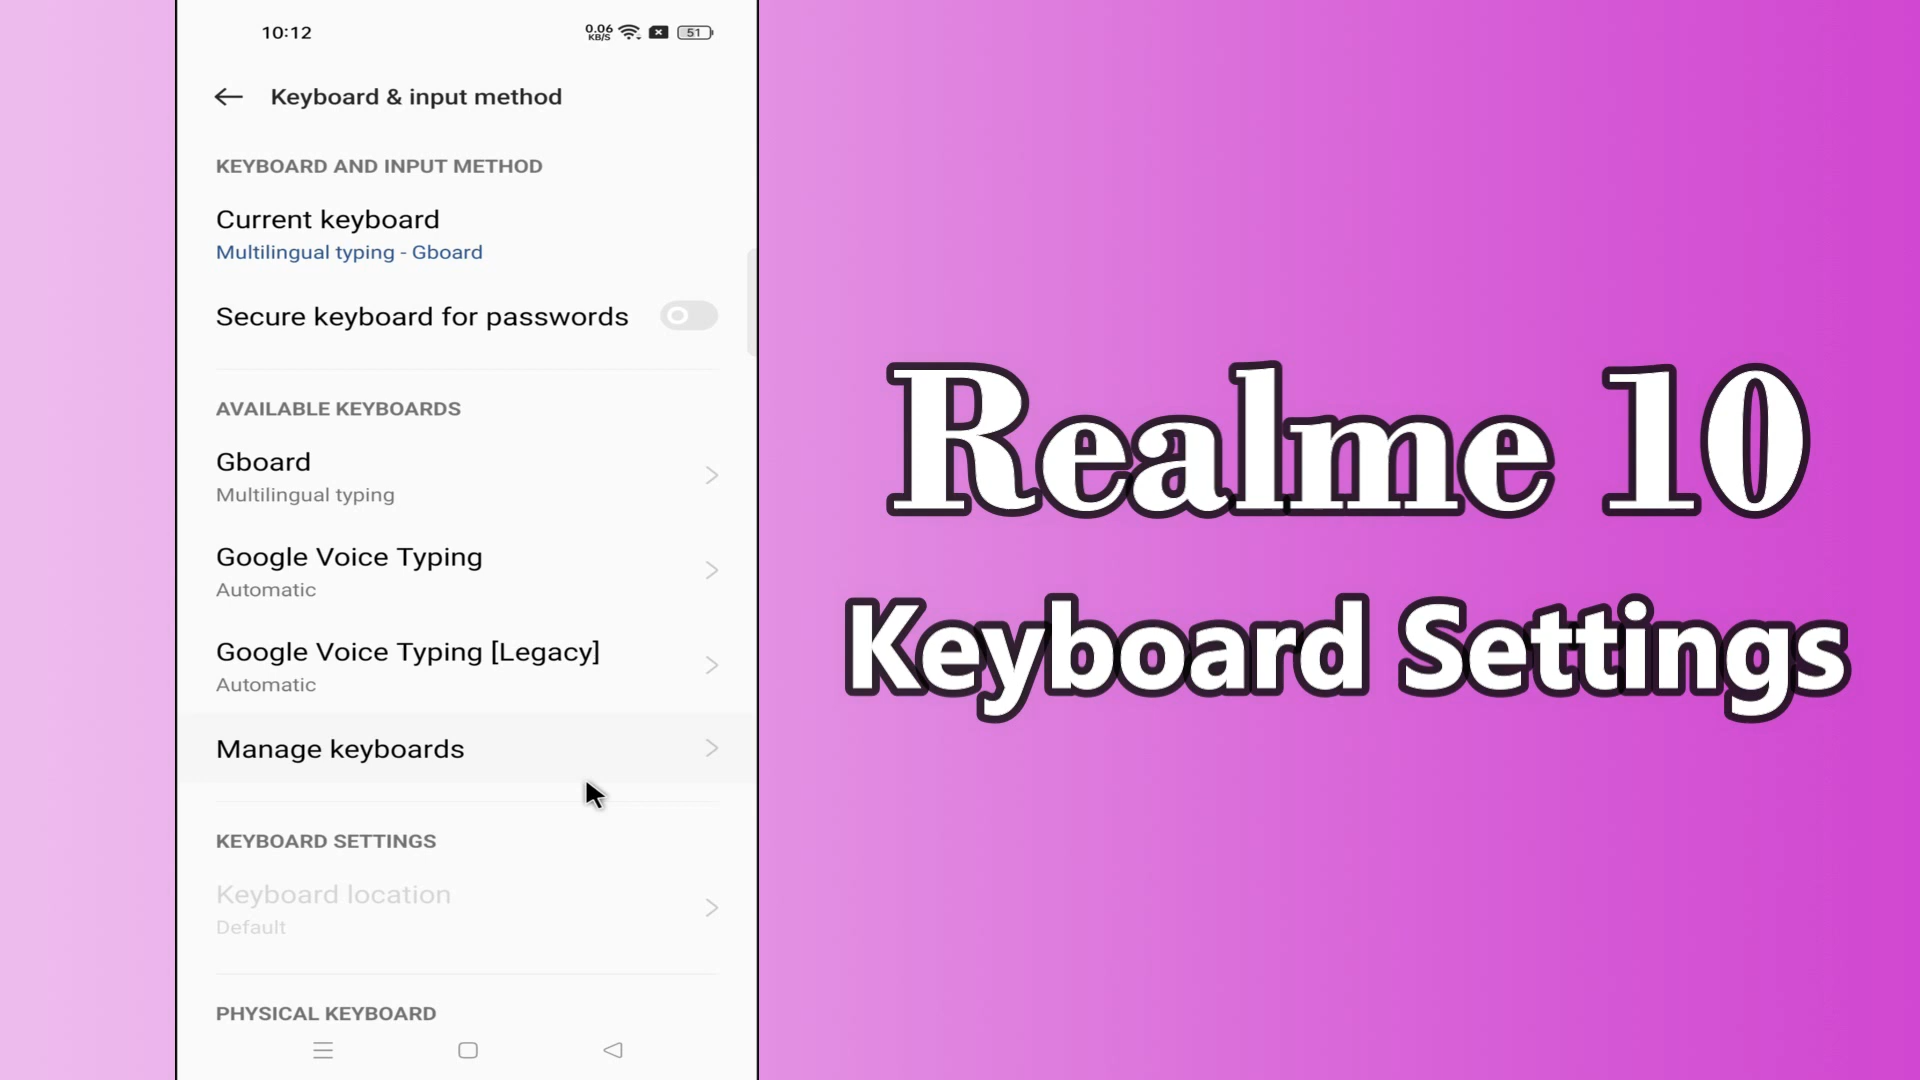 10:12
0.06
KB/S
51
Keyboard & input method
KEYBOARD AND INPUT METHOD
Current keyboard
Multilingual typing - Gboard
Secure keyboard for passwords
AVAILABLE KEYBOARDS
Gboard
Multilingual typing
Google Voice Typing
Automatic
Google Voice Typing [Legacy]
Automatic
Manage keyboards
KEYBOARD SETTINGS
Keyboard location
Default
PHYSICAL KEYBOARD
Realme 10
Keyboard Settings